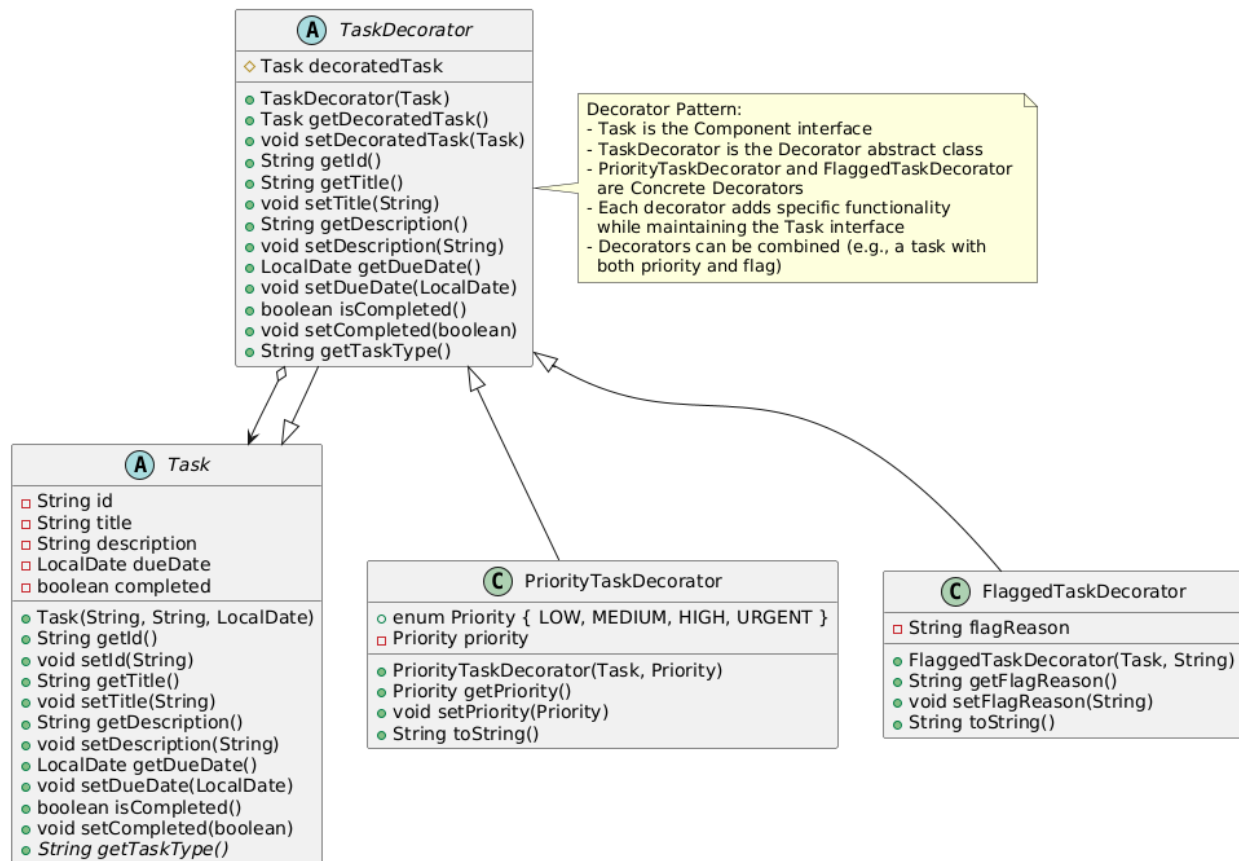 A TaskDecorator
Task decoratedTask
TaskDecorator(Task)
Task getDecoratedTask()
void setDecoratedTask(Task)
String getId()
String getTitle()
void setTitle(String)
String getDescription()
void setDescription(String)
LocalDate getDueDate()
void setDueDate(LocalDate)
boolean isCompleted()
void setCompleted(boolean)
String getTaskType()
Decorator Pattern:
- Task is the Component interface
- TaskDecorator is the Decorator abstract class
- PriorityTaskDecorator and FlaggedTaskDecorator
are Concrete Decorators
- Each decorator adds specific functionality
while maintaining the Task interface
- Decorators can be combined (e.g., a task with
both priority and flag)
A Task
String id
String title
String description
LocalDate dueDate
boolean completed
Task(String, String, LocalDate)
String getId()
void setId(String)
String getTitle()
void setTitle(String)
String getDescription()
void setDescription(String)
LocalDate getDueDate()
void setDueDate(LocalDate)
boolean isCompleted()
void setCompleted(boolean)
String getTaskType()
C PriorityTaskDecorator
enum Priority { LOW, MEDIUM, HIGH, URGENT }
Priority priority
PriorityTaskDecorator(Task, Priority)
Priority getPriority()
void setPriority(Priority)
String toString()
C FlaggedTaskDecorator
String flagReason
FlaggedTaskDecorator(Task, String)
String getFlagReason()
void setFlagReason(String)
String toString()